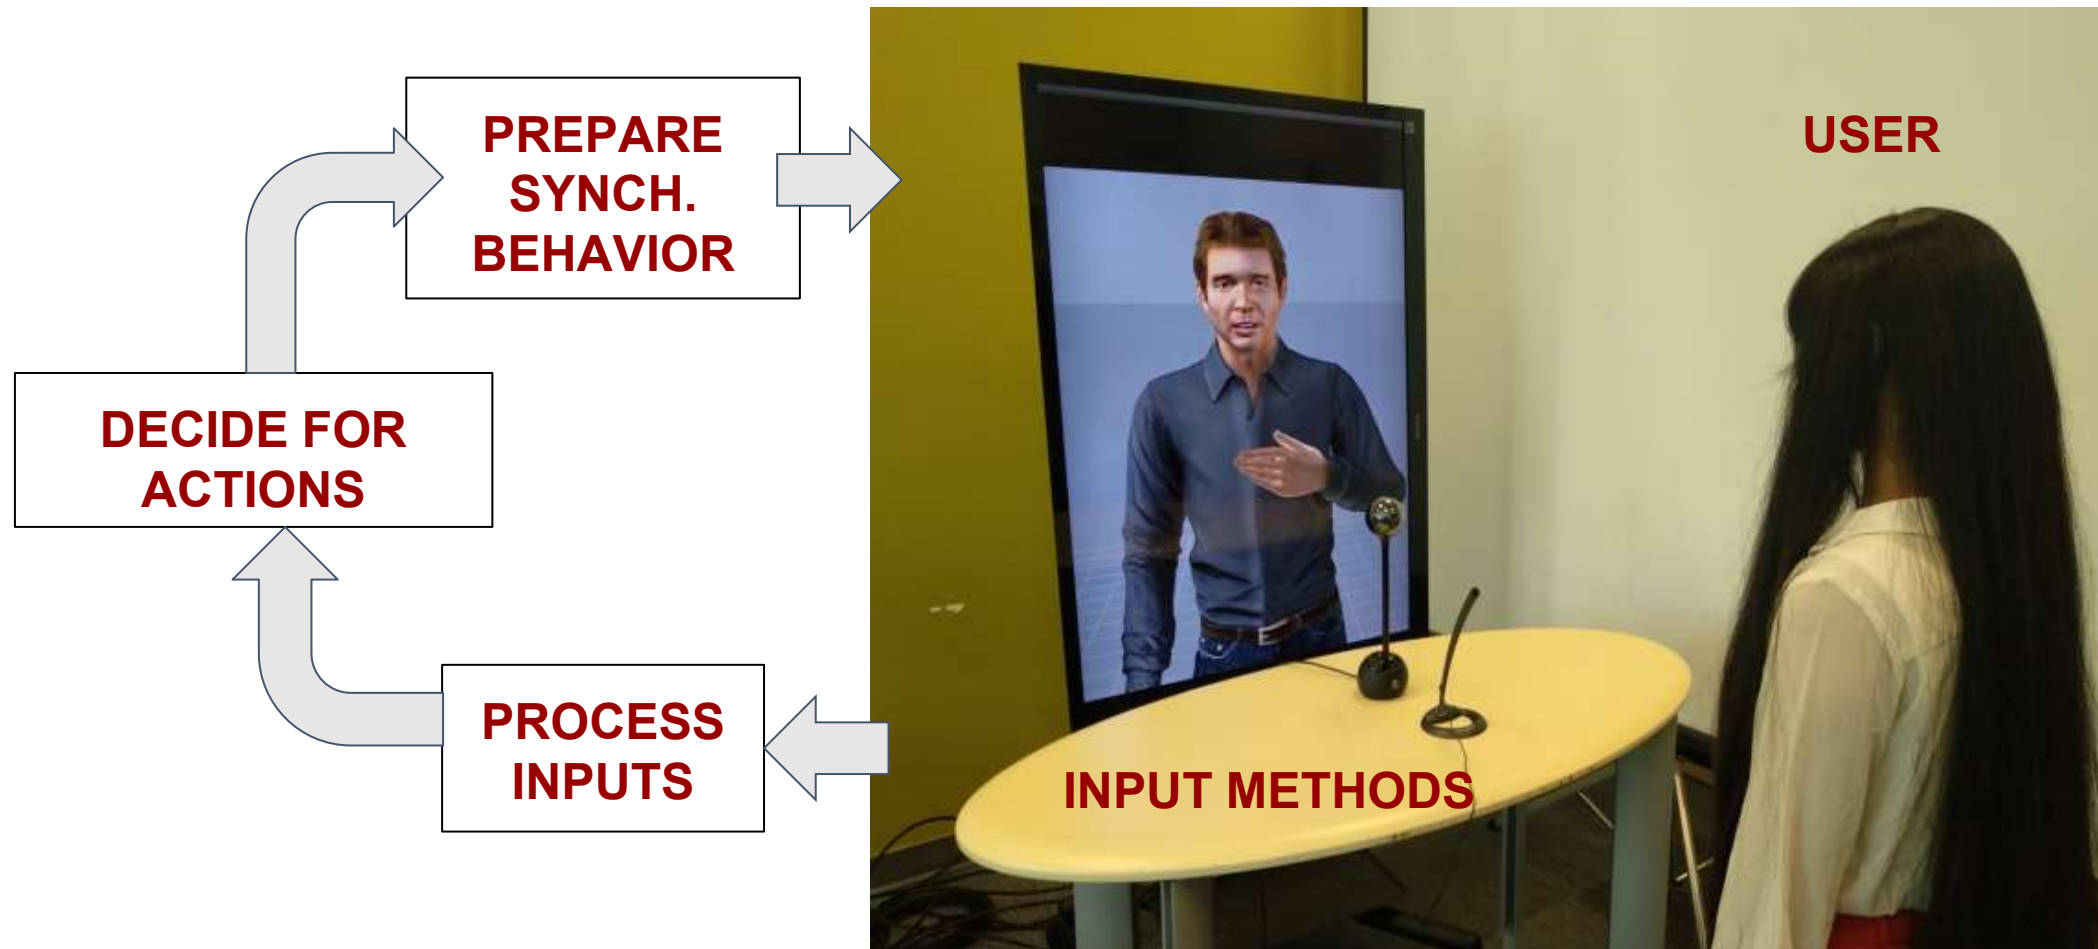 PREPARE
SYNCH.
BEHAVIOR
USER
DECIDE FOR
ACTIONS
PROCESS
INPUTS
INPUT METHODS